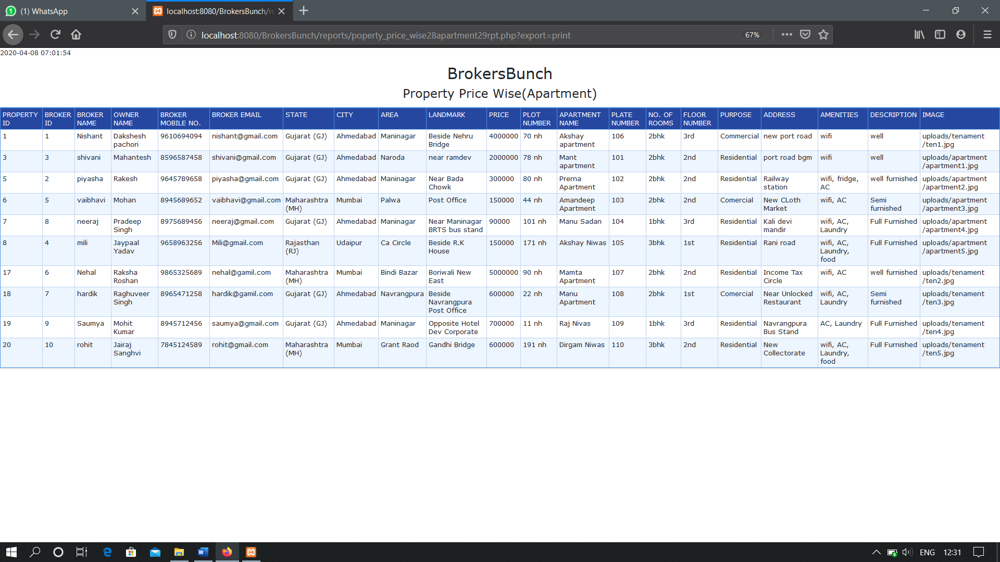 (1) WhatsApp
localhost:8080/BrokersBunch/re
localhost:8080/BrokersBunch/reports/poperty_price_wise28apartment29rpt.php?export=print
67%
2020-04-08 07:01:54
BrokersBunch
Property Price Wise(Apartment)
PROPERTY ID BROKER ID BROKER NAME OWNER NAME BROKER MOBILE NO. BROKER EMAIL STATE CITY AREA LANDMARK PRICE PLOT NUMBER APARTMENT NAME PLATE NUMBER NO. OF ROOMS FLOOR NUMBER PURPOSE ADDRESS AMENITIES DESCRIPTION IMAGE
1 1 Nishant Dakshesh pachori 9610694094 nishant@gmail.com Gujarat (GJ) Ahmedabad Maninagar Beside Nehru Bridge 4000000 70 nh Akshay apartment 106 2bhk 3rd Commercial new port road wifi well uploads/tenament /ten1.jpg
3 3 shivani Mahantesh 8596587458 shivani@gmail.com Gujarat (GJ) Ahmedabad Naroda near ramdev 2000000 78 nh Mant apartment 101 2bhk 2nd Residential port road bgm wifi well uploads/apartment /apartment1.jpg
5 2 piyasha Rakesh 9645789658 piyasha@gmail.com Gujarat (GJ) Ahmedabad Maninagar Near Bada Chowk 300000 80 nh Prerna Apartment 102 2bhk 2nd Residential Railway station wifi, fridge, AC well furnished uploads/apartment /apartment2.jpg
6 5 vaibhavi Mohan 8945689652 vaibhavi@gmail.com Maharashtra (MH) Mumbai Palwa Post Office 150000 44 nh Amandeep Apartment 103 2bhk 2nd Comercial New CLoth Market wifi, AC Semi furnished uploads/apartment /apartment3.jpg
7 8 neeraj Pradeep Singh 8975689456 neeraj@gmail.com Gujarat (GJ) Ahmedabad Maninagar Near Maninagar BRTS bus stand 90000 101 nh Manu Sadan 104 1bhk 3rd Residential Kali devi mandir wifi, AC, Laundry Full Furnished uploads/apartment /apartment4.jpg
8 4 mili Jaypaal Yadav 9658963256 Mili@gmail.com Rajasthan (RJ) Udaipur Ca Circle Beside R.K House 150000 171 nh Akshay Niwas 105 3bhk 1st Residential Rani road wifi, AC, Laundry, food Full Furnished uploads/apartment /apartment5.jpg
17 6 Nehal Raksha Roshan 9865325689 nehal@gamil.com Maharashtra (MH) Mumbai Bindi Bazar Boriwali New East 5000000 90 nh Mamta Apartment 107 2bhk 2nd Residential Income Tax Circle wifi, AC well furnished uploads/tenament /ten2.jpg
18 7 hardik Raghuveer Singh 8965471258 hardik@gamil.com Gujarat (GJ) Ahmedabad Navrangpura Beside Navrangpura Post Office 600000 22 nh Manu Apartment 108 2bhk 1st Comercial Near Unlocked Restaurant wifi, AC, Laundry Semi furnished uploads/tenament /ten3.jpg
19 9 Saumya Mohit Kumar 8945712456 saumya@gmail.com Gujarat (GJ) Ahmedabad Maninagar Opposite Hotel Dev Corporate 700000 11 nh Raj Nivas 109 1bhk 3rd Residential Navrangpura Bus Stand AC, Laundry Full Furnished uploads/tenament /ten4.jpg
20 10 rohit Jairaj Sanghvi 7845124589 rohit@gmail.com Maharashtra (MH) Mumbai Grant Raod Gandhi Bridge 600000 191 nh Dirgam Niwas 110 3bhk 2nd Residential New Collectorate wifi, AC, Laundry, food Full Furnished uploads/tenament /ten5.jpg
ENG 12:31